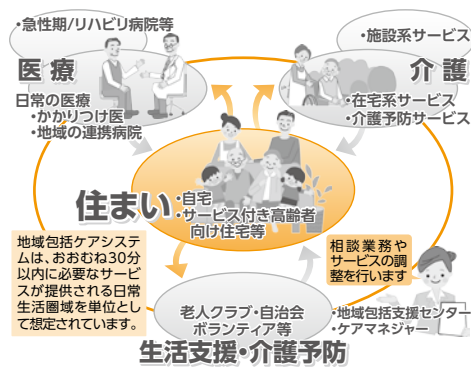 ・急性期/リハビリ病院等
医療
日常の医療
・かかりつけ医
・地域の連携病院
・施設系サービス
介護
・在宅系サービス
・介護予防サービス
住まい
・自宅
・サービス付き高齢者
向け住宅等
地域包括ケアシステ
ムは、おおむね30分
以内に必要なサービ
スが提供される日常
生活圏域を単位とし
て想定されています。
相談業務や
サービスの調
整を行います
・地域包括支援センター
・ケアマネジャー
老人クラブ・自治会
ボランティア等
生活支援・介護予防